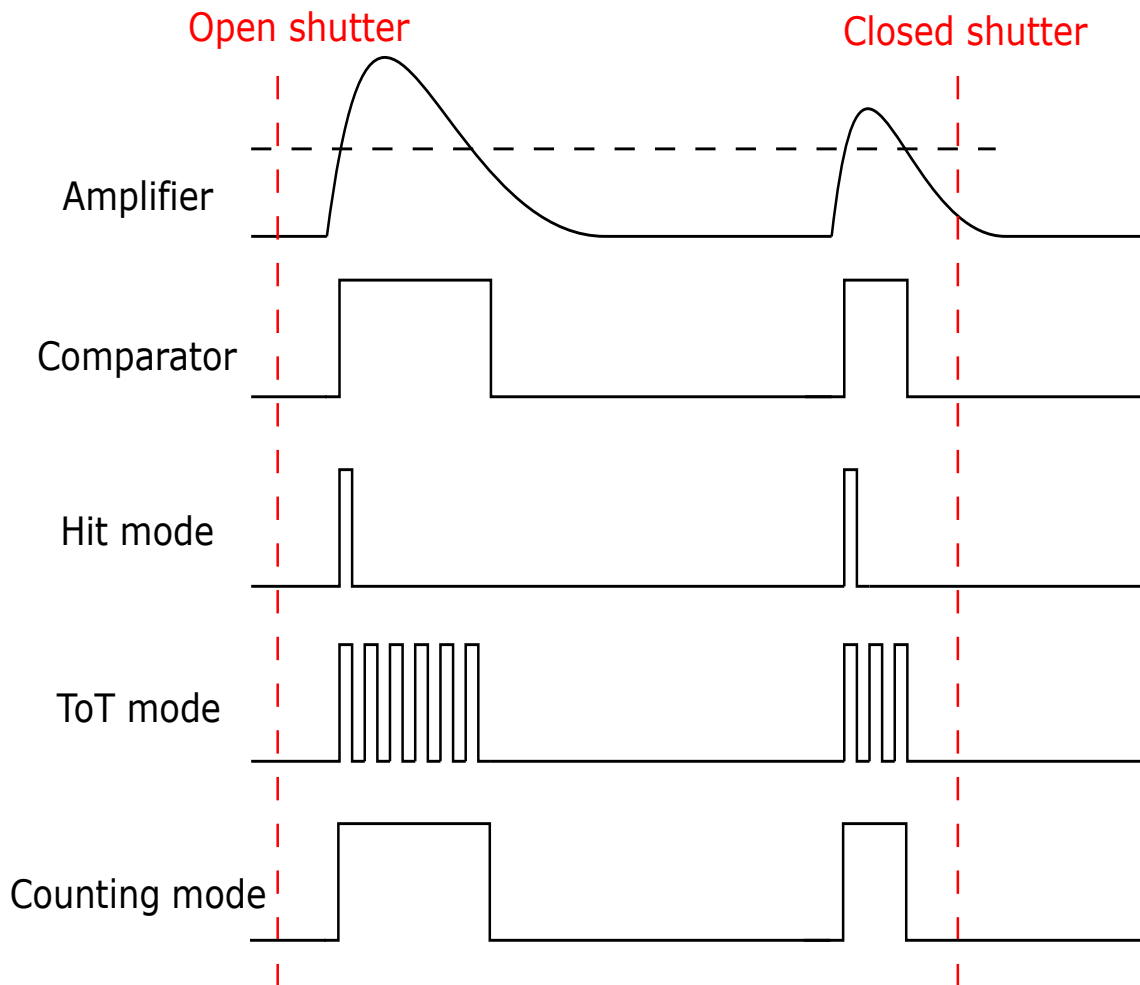 Open shutter
Closed shutter
Amplifier
Comparator
Hit mode
ToT mode
Counting mode